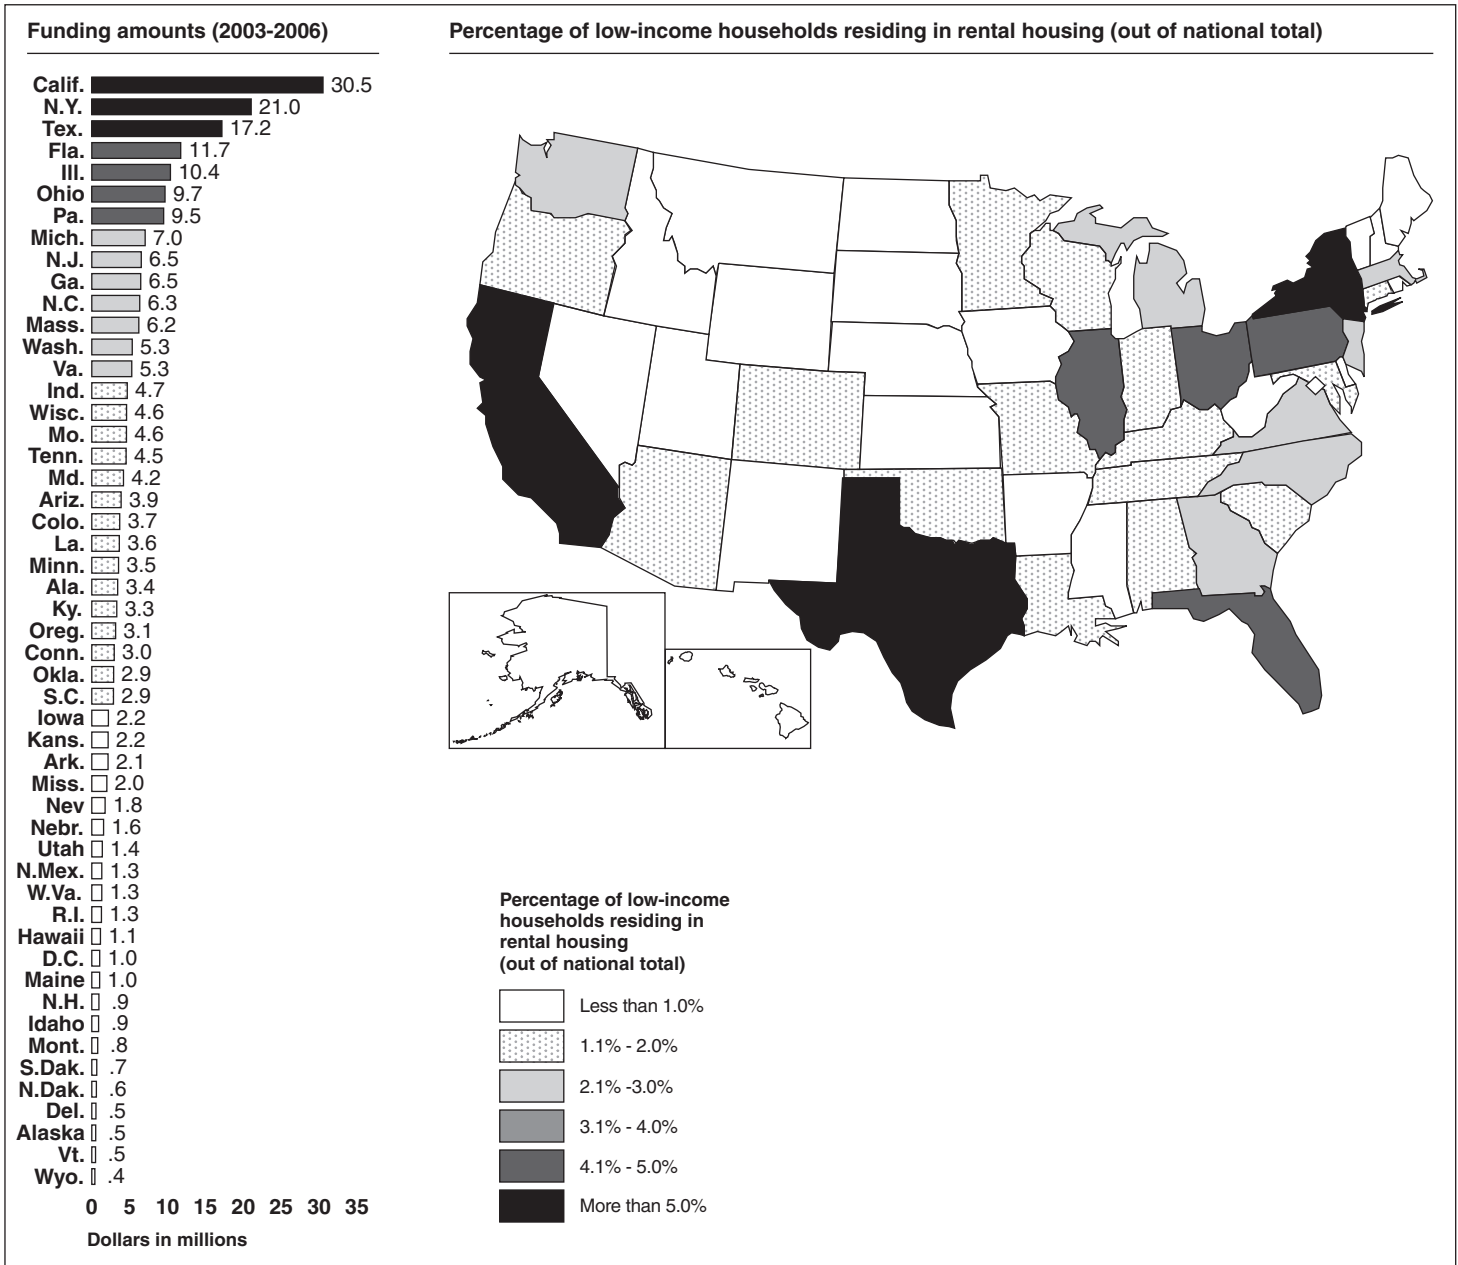 Funding amounts (2003-2006)
Percentage of low-income households residing in rental housing (out of national total)
Calif. 30.5
N.Y. 21.0
Tex. 17.2
Fla. 11.7
Ill. 10.4
Ohio 9.7
Pa. 9.5
Mich. 7.0
N.J. 6.5
Ga. 6.5
N.C. 6.3
Mass. 6.2
Wash. 5.3
Va. 5.3
Ind. 4.7
Wisc. 4.6
Mo. 4.6
Tenn. 4.5
Md. 4.2
Ariz. 3.9
Colo. 3.7
La. 3.6
Minn. 3.5
Ala. 3.4
Ky. 3.3
Oreg. 3.1
Conn. 3.0
Okla. 2.9
S.C. 2.9
Iowa 2.2
Kans. 2.2
Ark. 2.1
Miss. 2.0
Nev 1.8
Nebr. 1.6
Utah 1.4
N.Mex. 1.3
W.Va. 1.3
R.I. 1.3
Hawaii 1.1
D.C. 1.0
Maine 1.0
N.H. .9
Idaho .9
Mont. .8
S.Dak. .7
N.Dak. .6
Del. .5
Alaska .5
Vt. .5
Wyo. .4
0 5 10 15 20 25 30 35
Dollars in millions
Percentage of low-income
households residing in
rental housing
(out of national total)
Less than 1.0%
1.1% - 2.0%
2.1% -3.0%
3.1% - 4.0%
4.1% - 5.0%
More than 5.0%